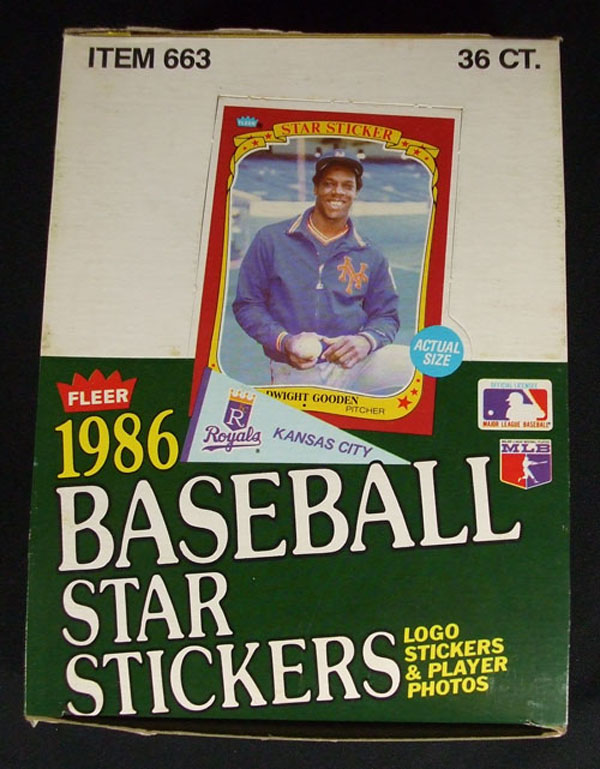 ITEM 663
36 CT.
FLEER
STAR STICKER
NY
ACTUAL
SIZE
DWIGHT GOODEN
PITCHER
FLEER
R
Royals
KANSAS CITY
OFFICIAL LICENSEE
MAJOR LEAGUE BASEBALL
MLB
1986
BASEBALL
STAR
STICKERS
LOGO
STICKERS
& PLAYER
PHOTOS